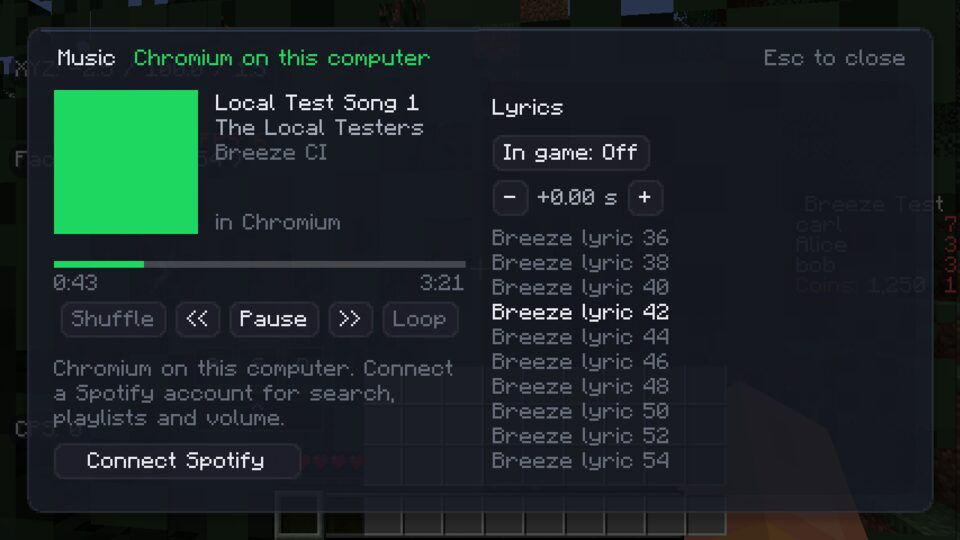 Music Chromium on this computer
Esc to close
Local Test Song 1
The Local Testers
Breeze CI
in Chromium
0:43
3:21
Shuffle
<<
Pause
>>
Loop
Chromium on this computer. Connect
a Spotify account for search,
playlists and volume.
Connect Spotify
Lyrics
In game: Off
- +0.00 s +
Breeze lyric 36
Breeze lyric 38
Breeze lyric 40
Breeze lyric 42
Breeze lyric 44
Breeze lyric 46
Breeze lyric 48
Breeze lyric 50
Breeze lyric 52
Breeze lyric 54
Breeze Test
carl 7
Alice 3
bob 3
Coins: 1,250 1